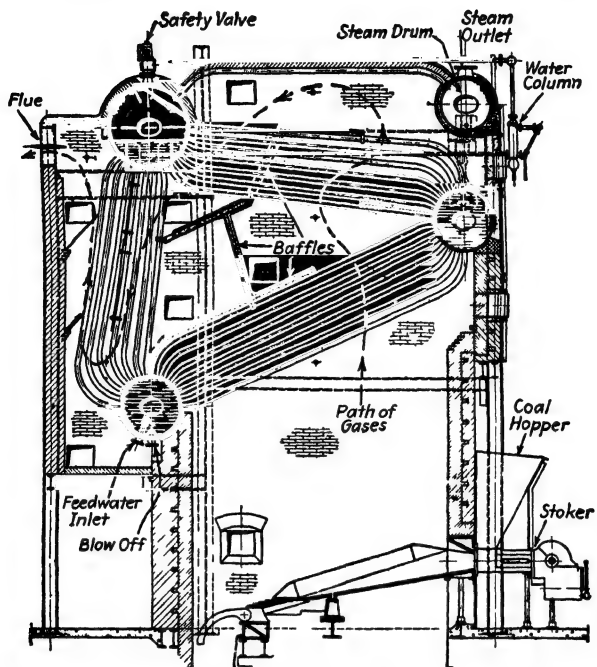 Safety Valve
Steam Drum
Steam
Outlet
Water
Column
Flue
Baffles
Path of
Gases
Coal
Hopper
Stoker
Feedwater
Inlet
Blow Off